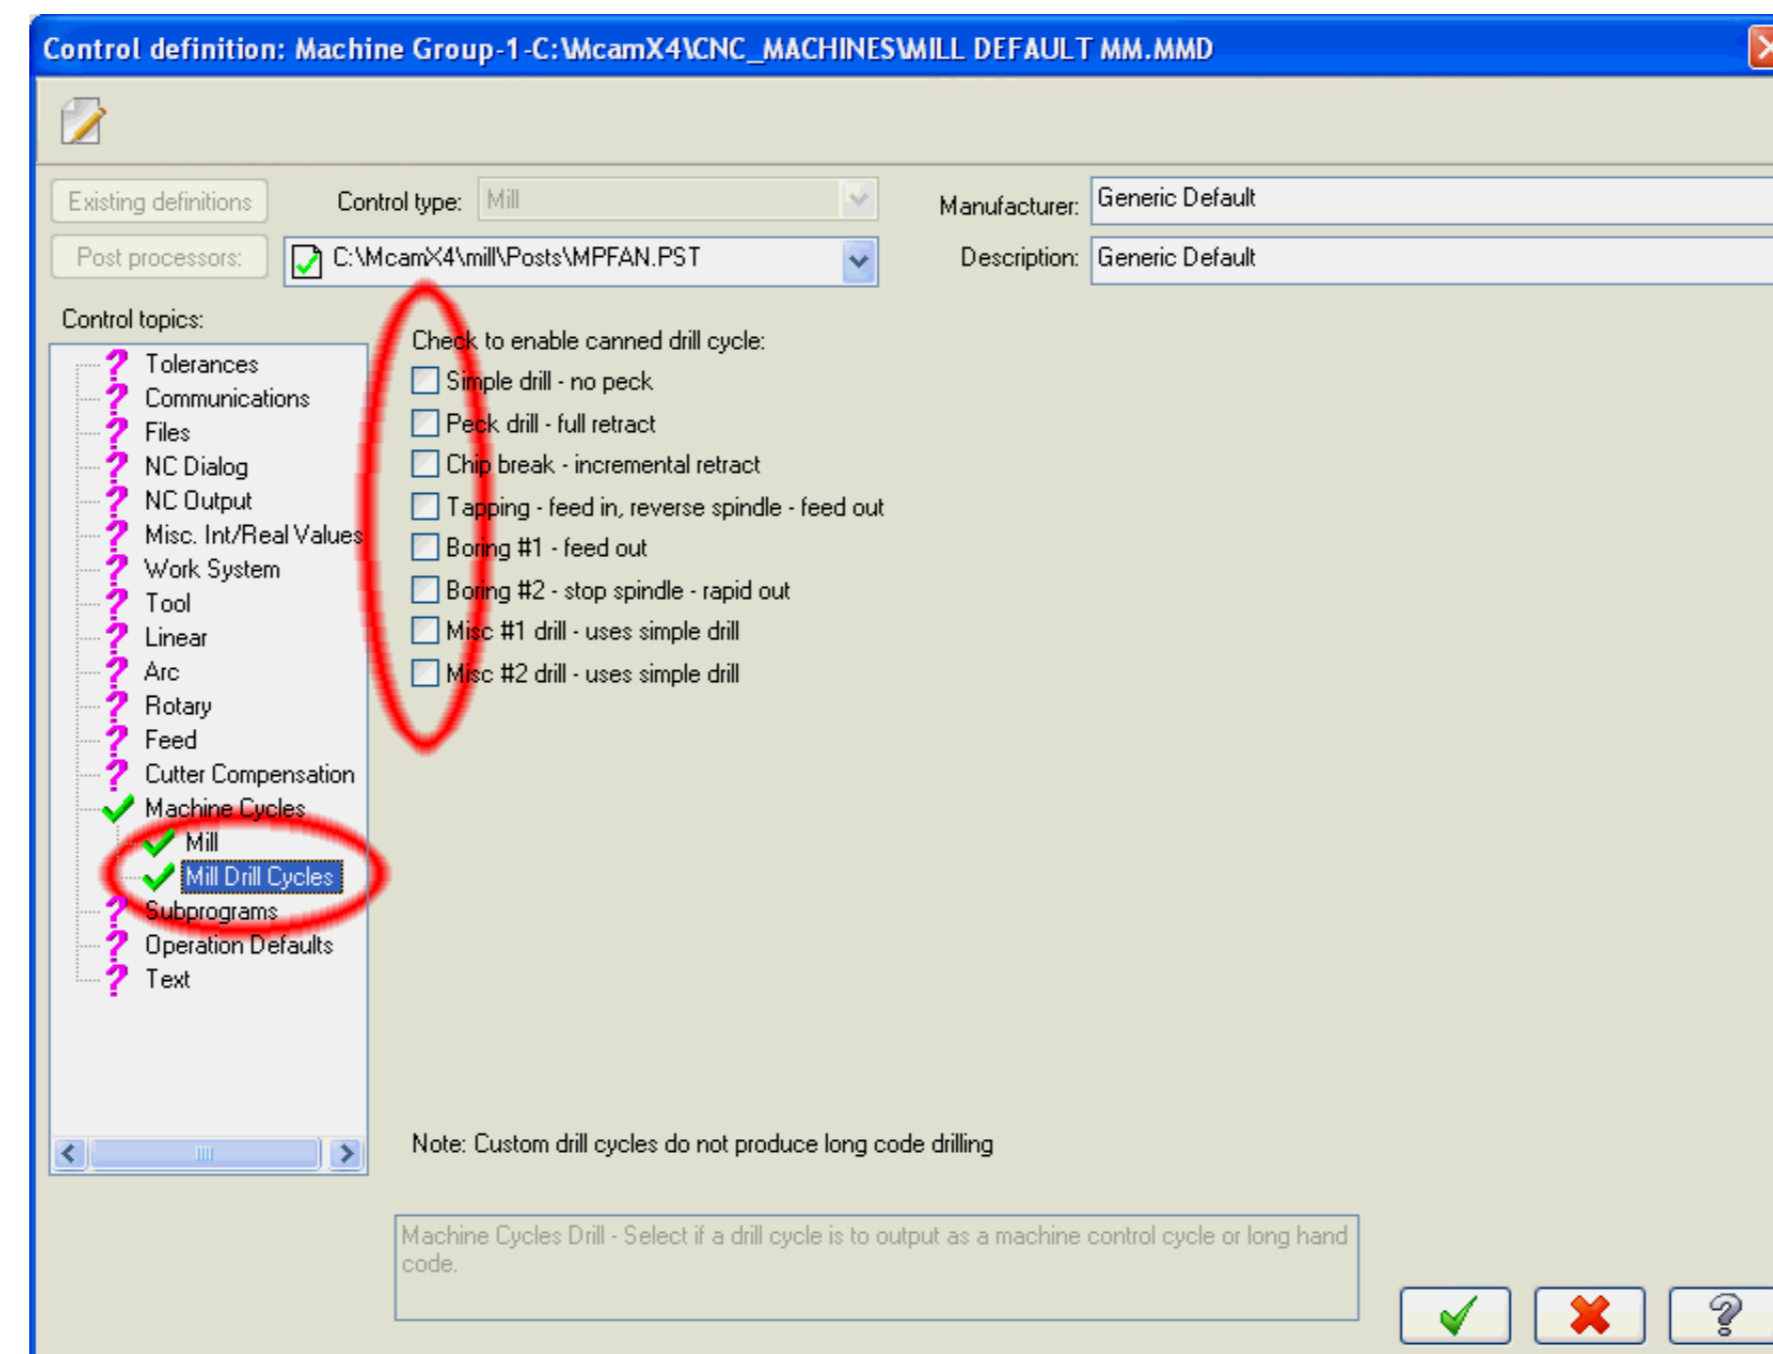 Control definition: Machine Group-1-C:\McamX4\CNC_MACHINES\MILL DEFAULT MM.MMD
Existing definitions
Control type:
Mill
Manufacturer:
Generic Default
Post processors:
C:\McamX4\mill\Posts\MPFAN.PST
Description:
Generic Default
Control topics:
Tolerances
Communications
Files
NC Dialog
NC Output
Misc. Int/Real Values
Work System
Tool
Linear
Arc
Rotary
Feed
Cutter Compensation
Machine Cycles
Mill
Mill Drill Cycles
Subprograms
Operation Defaults
Text
Check to enable canned drill cycle:
Simple drill - no peck
Peck drill - full retract
Chip break - incremental retract
Tapping - feed in, reverse spindle - feed out
Boring #1 - feed out
Boring #2 - stop spindle - rapid out
Misc #1 drill - uses simple drill
Misc #2 drill - uses simple drill
Note: Custom drill cycles do not produce long code drilling
Machine Cycles Drill - Select if a drill cycle is to output as a machine control cycle or long hand
code.